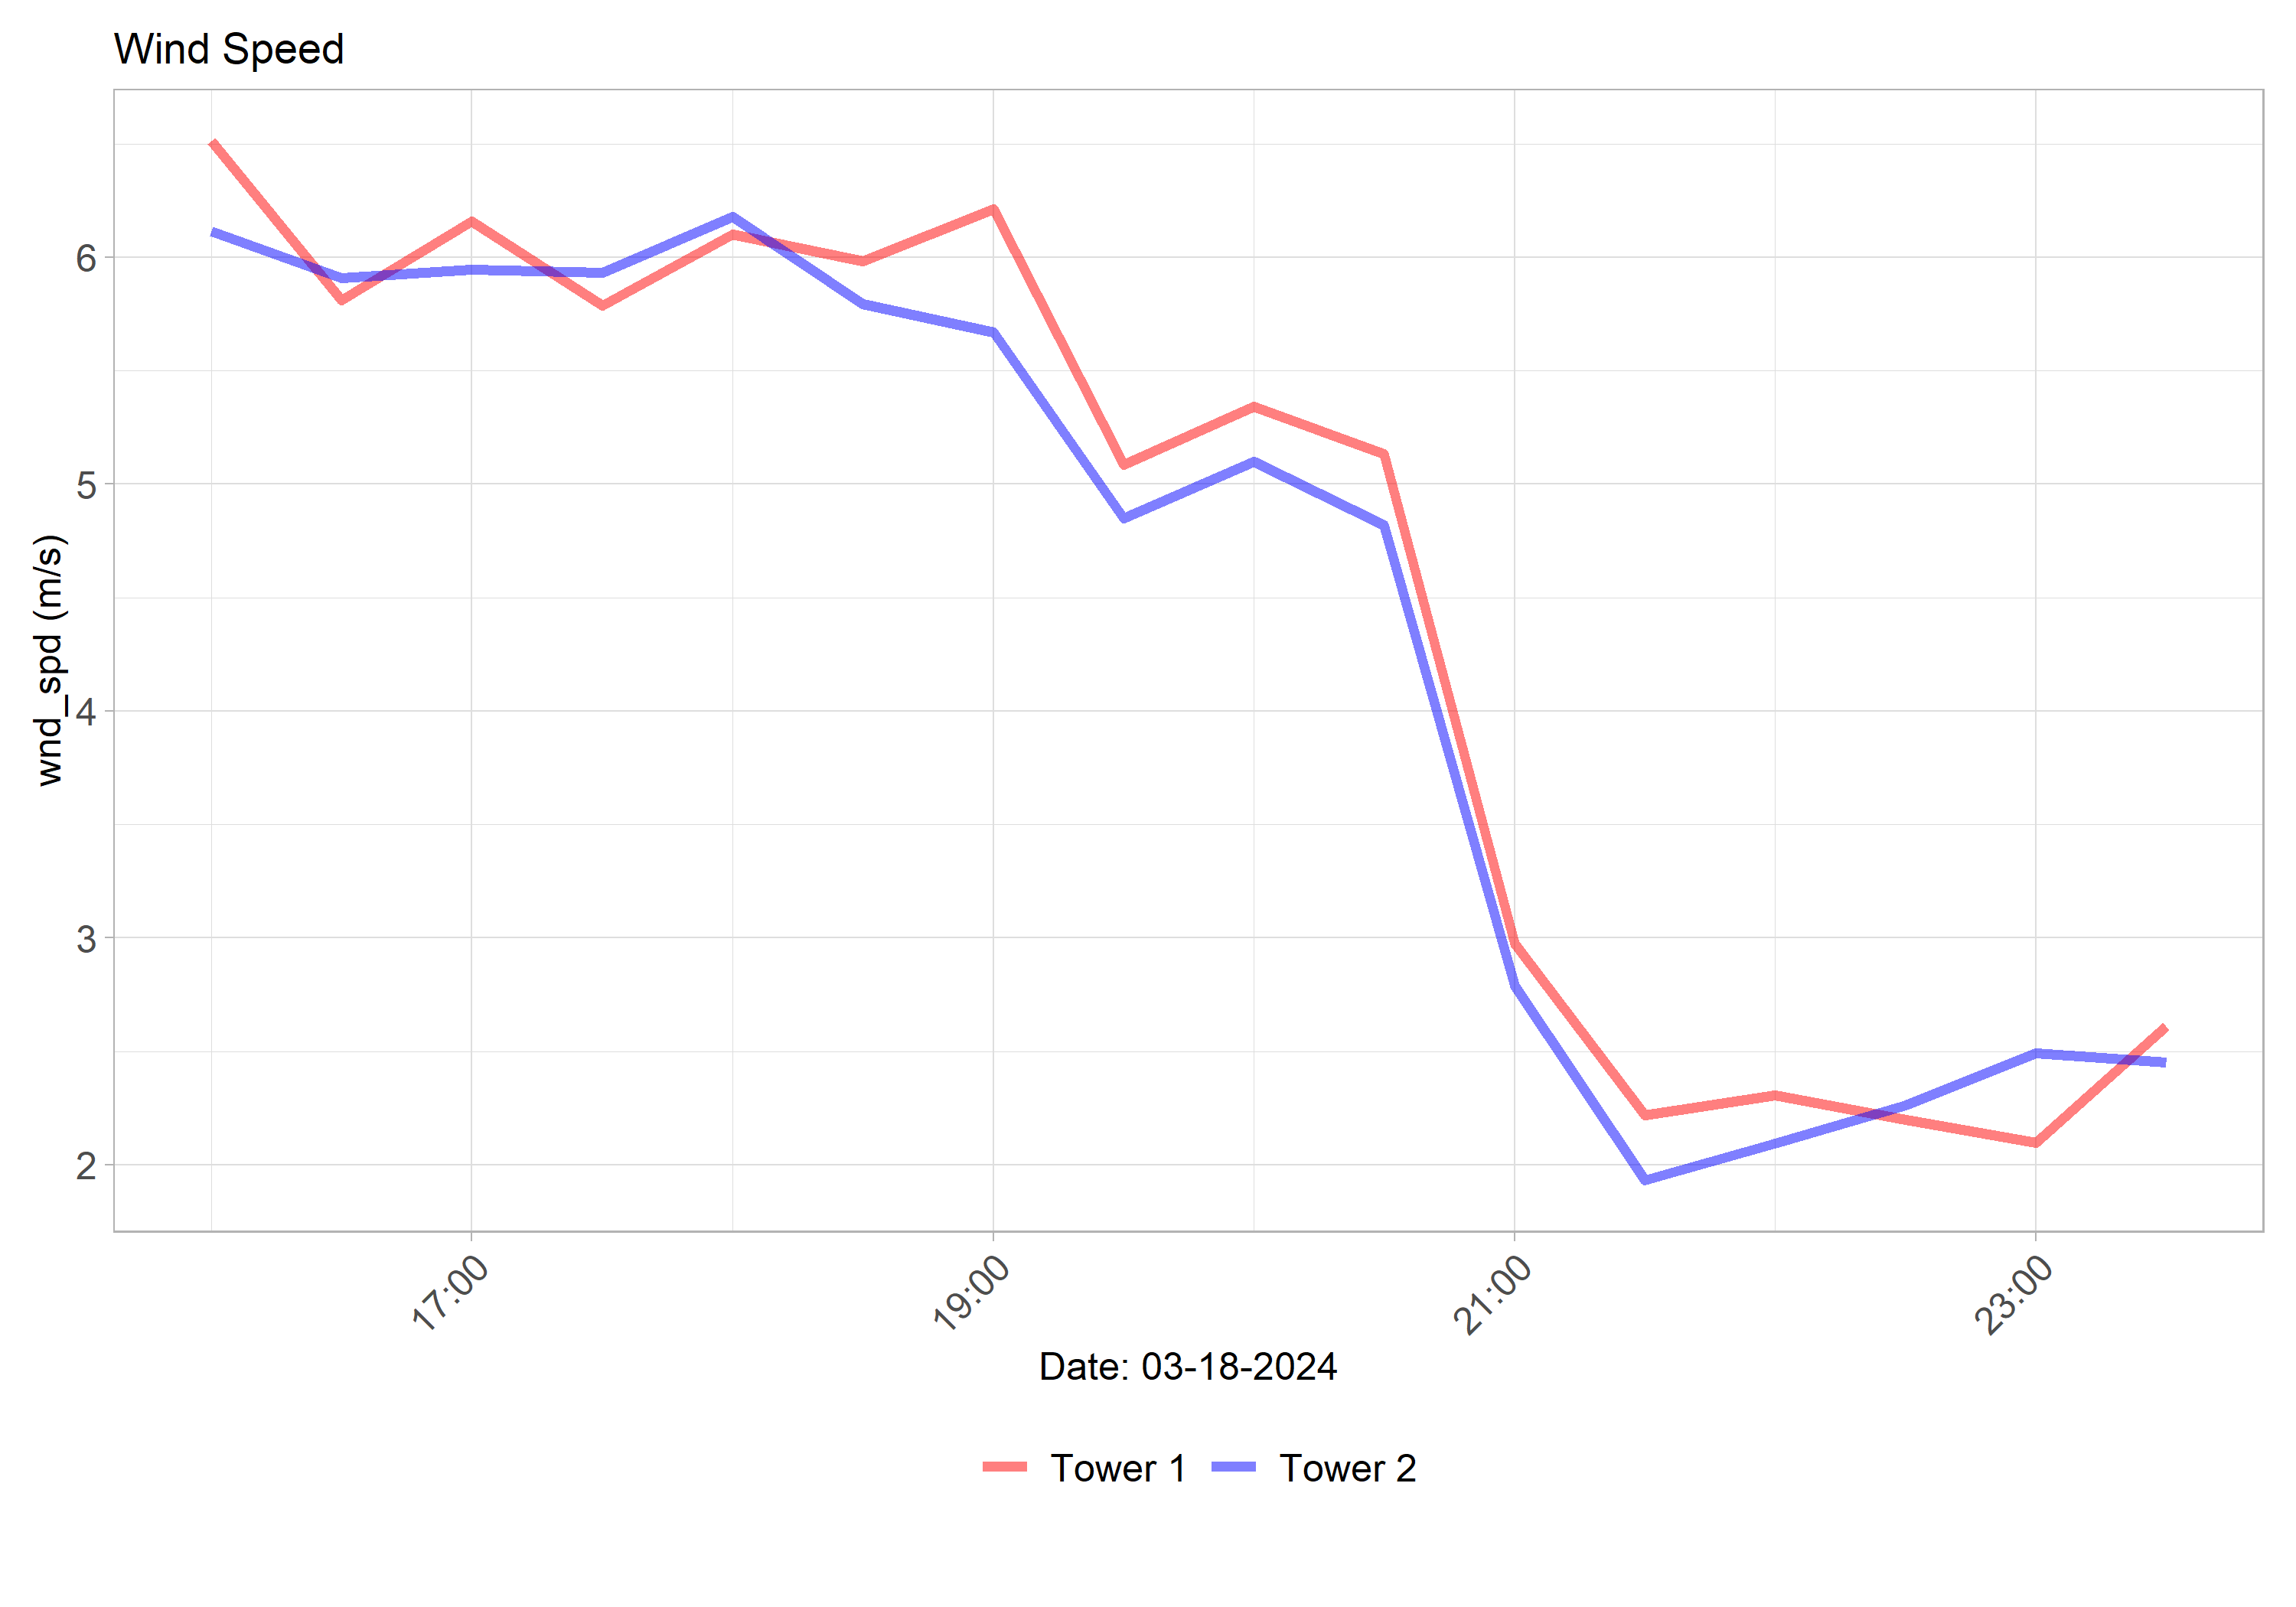 Wind Speed
wnd_spd (m/s)
6
5
4
3
2
17:00
19:00
21:00
23:00
Date: 03-18-2024
Tower 1
Tower 2